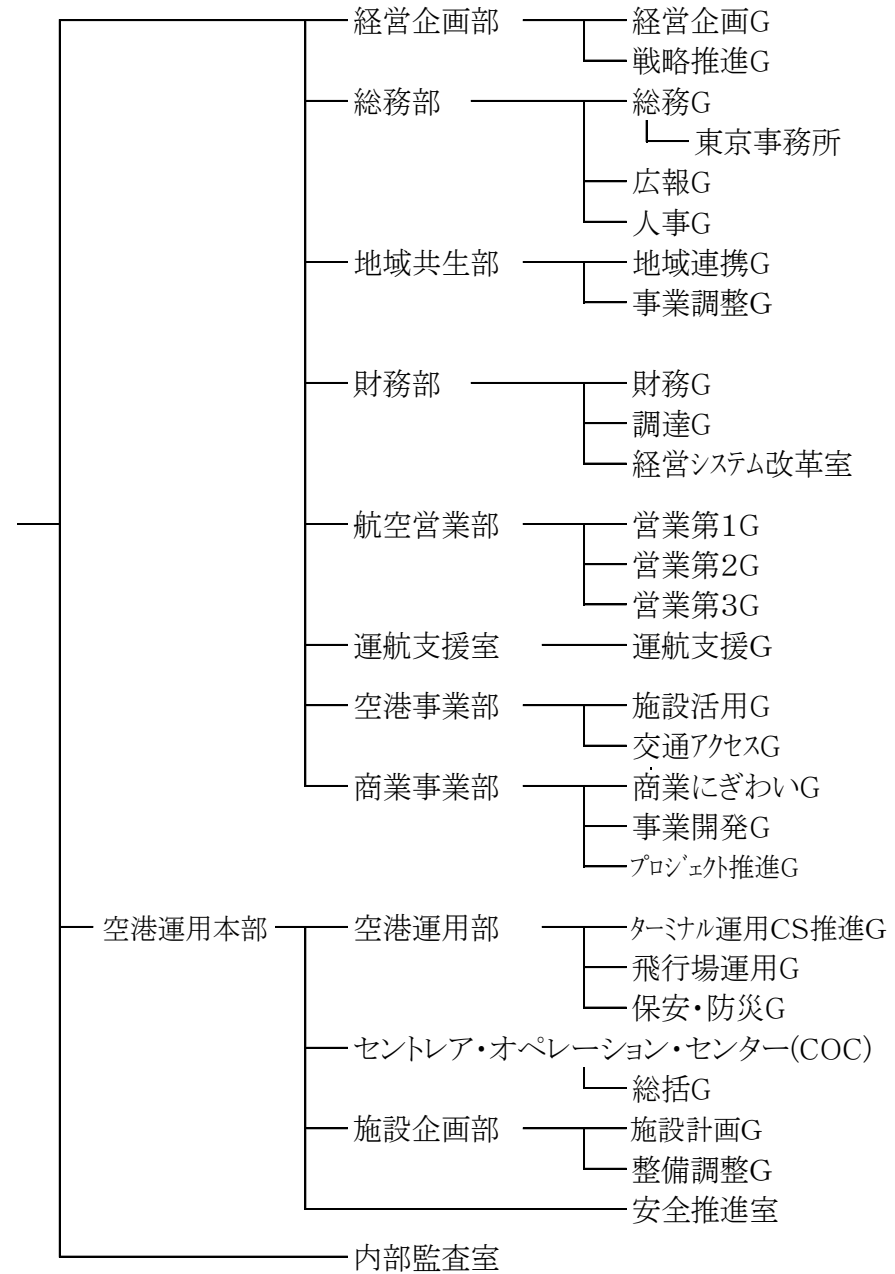 経営企画部 経営企画G
戦略推進G
総務部 総務G
東京事務所
広報G
人事G
地域共生部 地域連携G
事業調整G
財務部 財務G
調達G
経営システム改革室
航空営業部 営業第1G
営業第2G
営業第3G
運航支援室 運航支援G
空港事業部 施設活用G
交通アクセスG
商業事業部 商業にぎわいG
事業開発G
プロジェクト推進G
空港運用本部 空港運用部 ターミナル運用CS推進G
飛行場運用G
保安・防災G
セントレア・オペレーション・センター(COC)
総括G
施設企画部 施設計画G
整備調整G
安全推進室
内部監査室